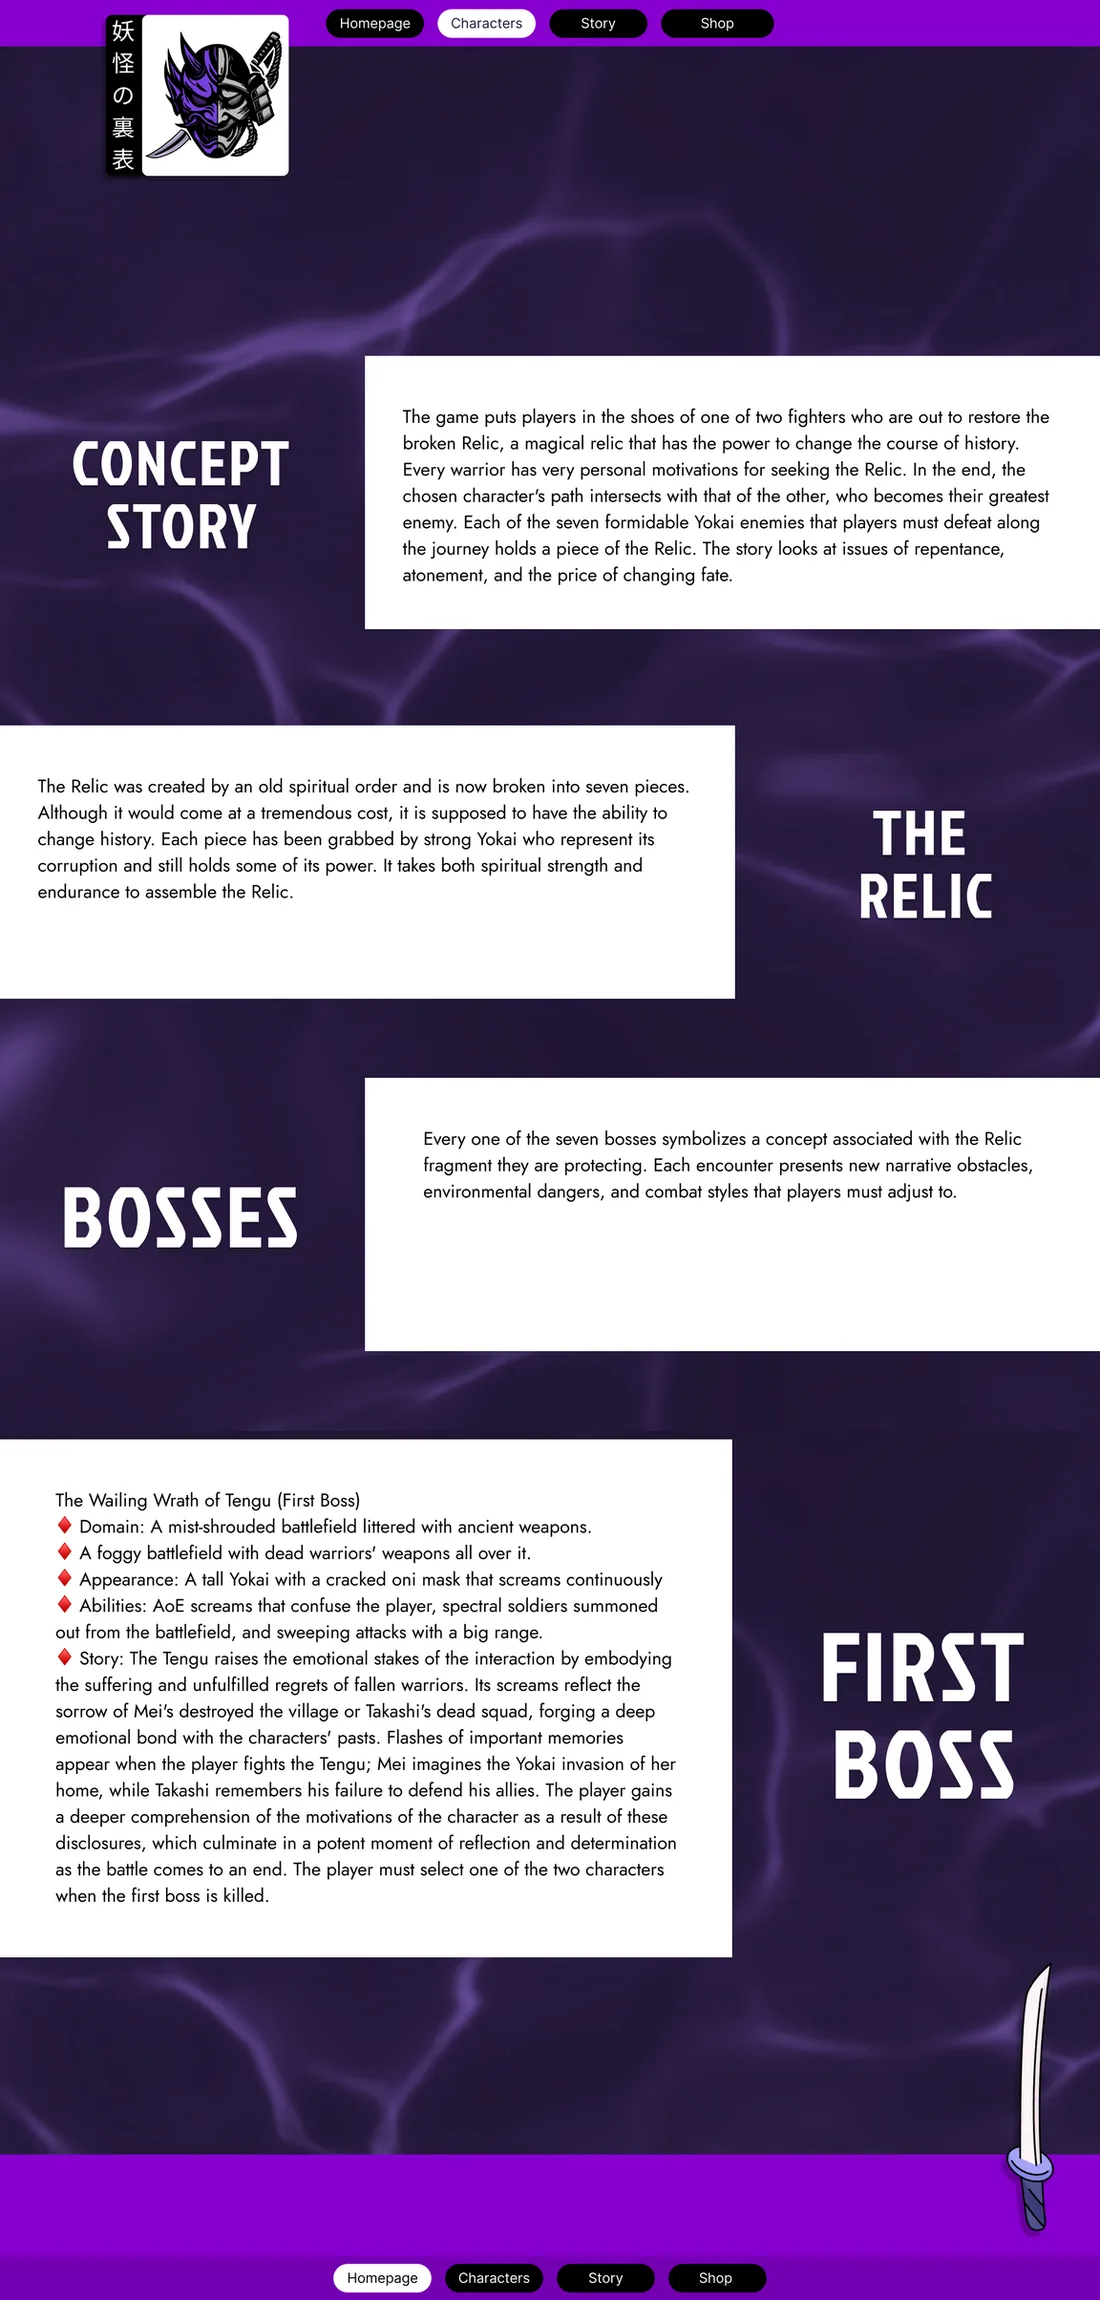 妖怪の裏表
Homepage
Characters
Story
Shop
CONCEPT
STORY
The game puts players in the shoes of one of two fighters who are out to restore the
broken Relic, a magical relic that has the power to change the course of history.
Every warrior has very personal motivations for seeking the Relic. In the end, the
chosen character's path intersects with that of the other, who becomes their greatest
enemy. Each of the seven formidable Yokai enemies that players must defeat along
the journey holds a piece of the Relic. The story looks at issues of repentance,
atonement, and the price of changing fate.
The Relic was created by an old spiritual order and is now broken into seven pieces.
Although it would come at a tremendous cost, it is supposed to have the ability to
change history. Each piece has been grabbed by strong Yokai who represent its
corruption and still holds some of its power. It takes both spiritual strength and
endurance to assemble the Relic.
THE
RELIC
BOSSES
Every one of the seven bosses symbolizes a concept associated with the Relic
fragment they are protecting. Each encounter presents new narrative obstacles,
environmental dangers, and combat styles that players must adjust to.
The Wailing Wrath of Tengu (First Boss)
♦ Domain: A mist-shrouded battlefield littered with ancient weapons.
♦ A foggy battlefield with dead warriors' weapons all over it.
♦ Appearance: A tall Yokai with a cracked oni mask that screams continuously
♦ Abilities: AoE screams that confuse the player, spectral soldiers summoned
out from the battlefield, and sweeping attacks with a big range.
♦ Story: The Tengu raises the emotional stakes of the interaction by embodying
the suffering and unfulfilled regrets of fallen warriors. Its screams reflect the
sorrow of Mei's destroyed the village or Takashi's dead squad, forging a deep
emotional bond with the characters' pasts. Flashes of important memories
appear when the player fights the Tengu; Mei imagines the Yokai invasion of her
home, while Takashi remembers his failure to defend his allies. The player gains
a deeper comprehension of the motivations of the character as a result of these
disclosures, which culminate in a potent moment of reflection and determination
as the battle comes to an end. The player must select one of the two characters
when the first boss is killed.
FIRST
BOSS
Homepage
Characters
Story
Shop